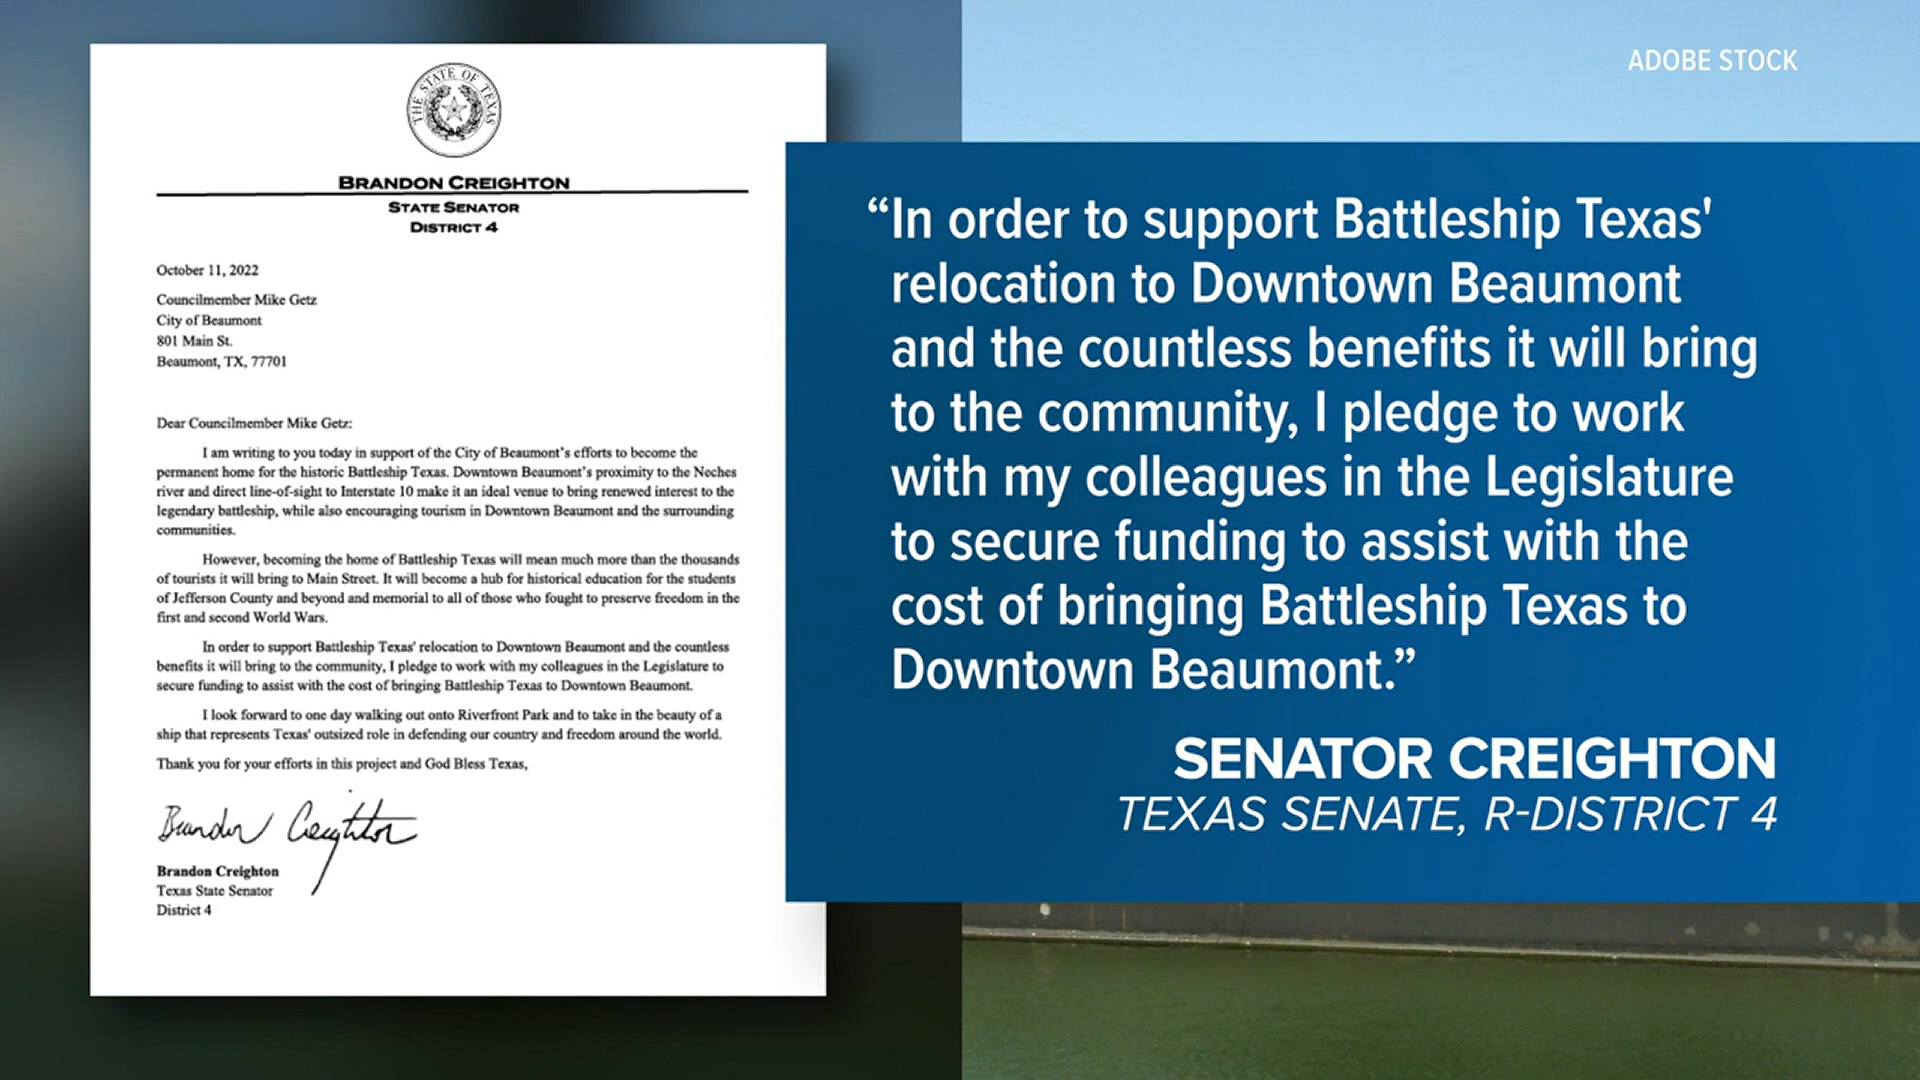 THE STATE OF TEXAS
BRANDON CREIGHTON
STATE SENATOR
DISTRICT 4
October 11, 2022
Councilmember Mike Getz
City of Beaumont
801 Main St.
Beaumont, TX, 77701
Dear Councilmember Mike Getz:
I am writing to you today in support of the City of Beaumont's efforts to become the
permanent home for the historic Battleship Texas. Downtown Beaumont's proximity to the Neches
river and direct line-of-sight to Interstate 10 make it an ideal venue to bring renewed interest to the
legendary battleship, while also encouraging tourism in Downtown Beaumont and the surrounding
communities.
However, becoming the home of Battleship Texas will mean much more than the thousands
of tourists it will bring to Main Street. It will become a hub for historical education for the students
of Jefferson County and beyond and memorial to all of those who fought to preserve freedom in the
first and second World Wars.
In order to support Battleship Texas' relocation to Downtown Beaumont and the countless
benefits it will bring to the community, I pledge to work with my colleagues in the Legislature to
secure funding to assist with the cost of bringing Battleship Texas to Downtown Beaumont.
I look forward to one day walking out onto Riverfront Park and to take in the beauty of a
ship that represents Texas' outsized role in defending our country and freedom around the world.
Thank you for your efforts in this project and God Bless Texas,
Brandon Creighton
Brandon Creighton
Texas State Senator
District 4
ADOBE STOCK
“In order to support Battleship Texas'
relocation to Downtown Beaumont
and the countless benefits it will bring
to the community, I pledge to work
with my colleagues in the Legislature
to secure funding to assist with the
cost of bringing Battleship Texas to
Downtown Beaumont.”
SENATOR CREIGHTON
TEXAS SENATE, R-DISTRICT 4